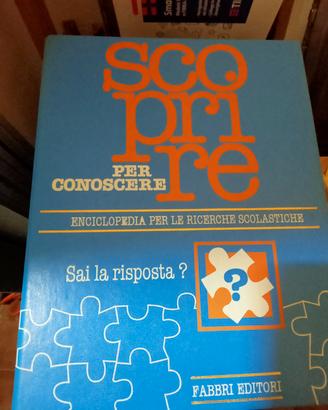 sco
pri
re
PER
CONOSCERE
ENCICLOPEDIA PER LE RICERCHE SCOLASTICHE
Sai la risposta?
?
FABBRI EDITORI